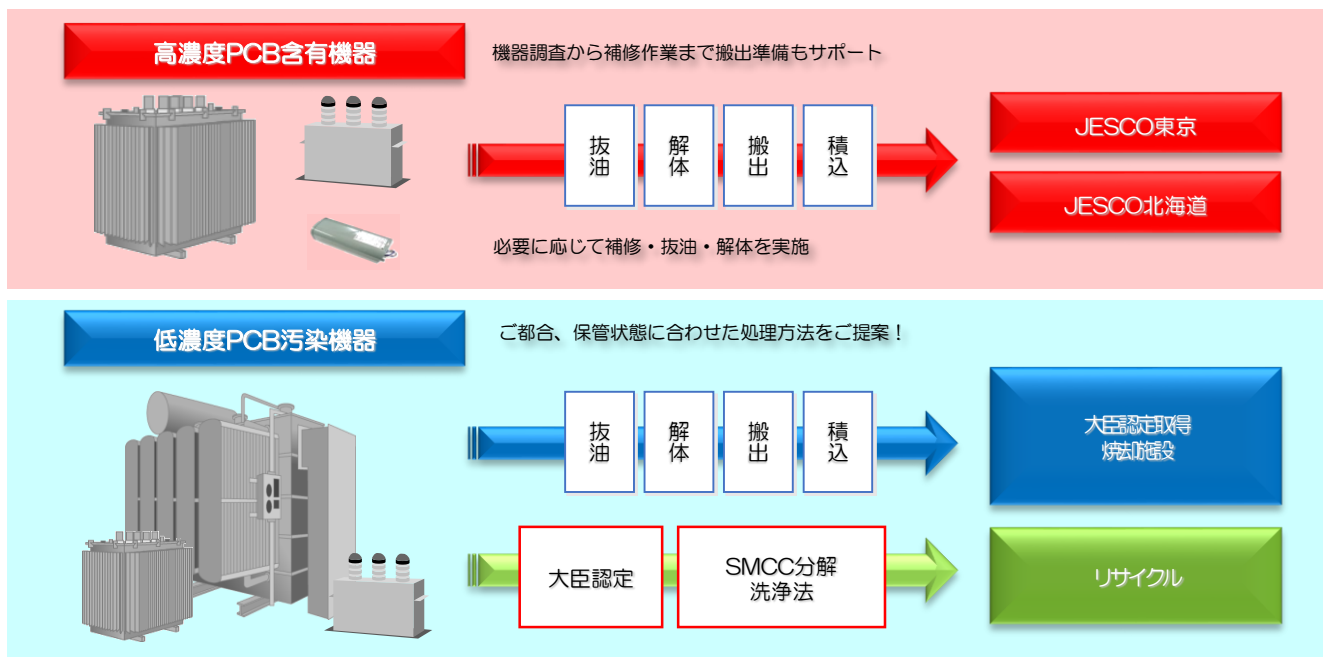 高濃度PCB含有機器
機器調査から補修作業まで搬出準備もサポート
抜油
解体
搬出
積込
JESCO東京
JESCO北海道
必要に応じて補修・抜油・解体を実施
低濃度PCB汚染機器
ご都合、保管状態に合わせた処理方法をご提案！
抜油
解体
搬出
積込
大臣認定取得
焼却施設
大臣認定
SMCC分解
洗浄法
リサイクル